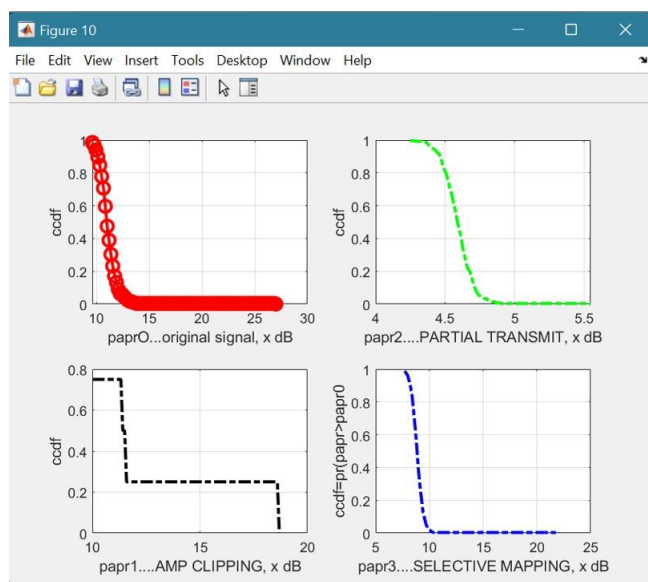 Figure 10
File Edit View Insert Tools Desktop Window Help
1
0.8
0.6
0.4
0.2
0
ccdf
10 15 20 25 30
paprO...original signal, x dB
1
0.8
0.6
0.4
0.2
0
ccdf
4 4.5 5 5.5
papr2....PARTIAL TRANSMIT, x dB
0.8
0.6
0.4
0.2
0
ccdf
10 15 20
papr1....AMP CLIPPING, x dB
1
0.8
0.6
0.4
0.2
0
ccdf=pr(papr>papr0
5 10 15 20 25
papr3....SELECTIVE MAPPING, x dB